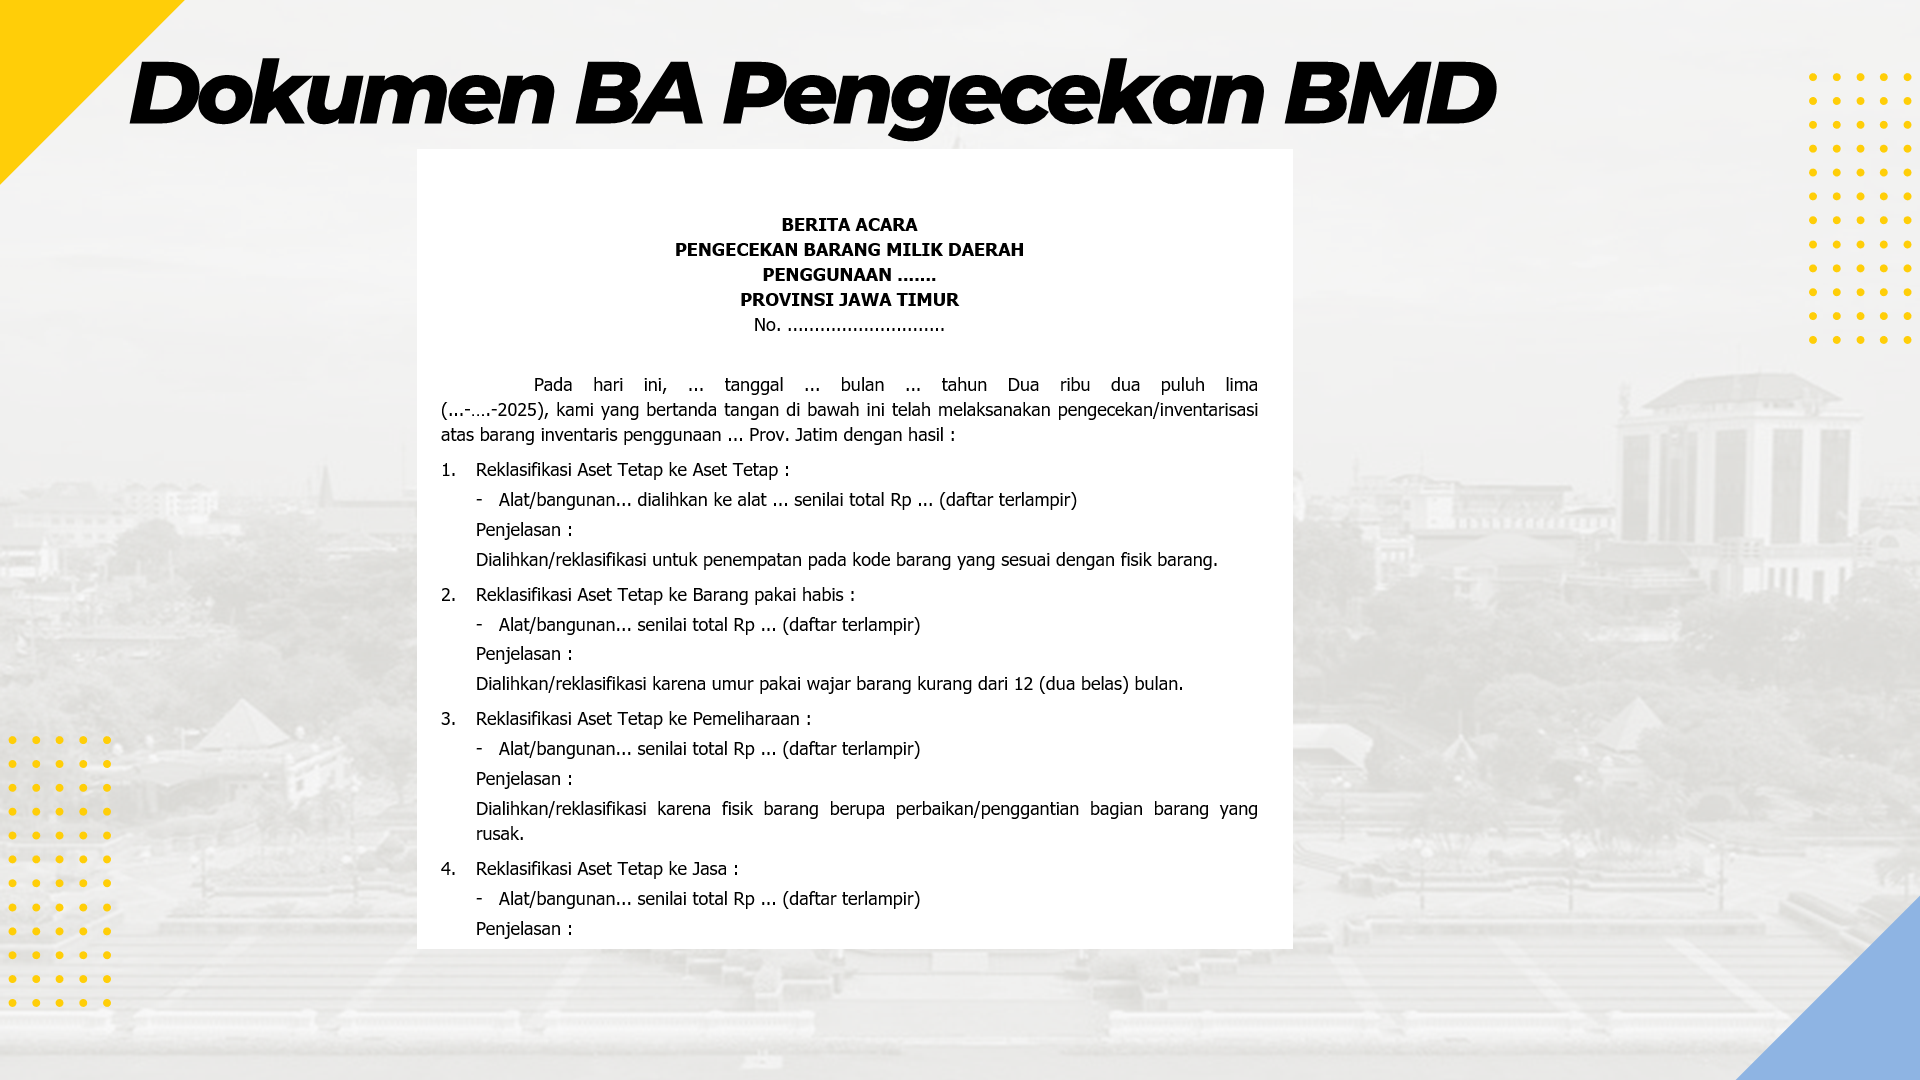 Dokumen BA Pengecekan BMD
BERITA ACARA
PENGECEKAN BARANG MILIK DAERAH
PENGGUNAAN .......
PROVINSI JAWA TIMUR
No. .............................
Pada hari ini, ... tanggal ... bulan ... tahun Dua ribu dua puluh lima
(...-....-2025), kami yang bertanda tangan di bawah ini telah melaksanakan pengecekan/inventarisasi
atas barang inventaris penggunaan ... Prov. Jatim dengan hasil :
1. Reklasifikasi Aset Tetap ke Aset Tetap :
- Alat/bangunan... dialihkan ke alat ... senilai total Rp ... (daftar terlampir)
Penjelasan :
Dialihkan/reklasifikasi untuk penempatan pada kode barang yang sesuai dengan fisik barang.
2. Reklasifikasi Aset Tetap ke Barang pakai habis :
- Alat/bangunan... senilai total Rp ... (daftar terlampir)
Penjelasan :
Dialihkan/reklasifikasi karena umur pakai wajar barang kurang dari 12 (dua belas) bulan.
3. Reklasifikasi Aset Tetap ke Pemeliharaan :
- Alat/bangunan... senilai total Rp ... (daftar terlampir)
Penjelasan :
Dialihkan/reklasifikasi karena fisik barang berupa perbaikan/penggantian bagian barang yang
rusak.
4. Reklasifikasi Aset Tetap ke Jasa :
- Alat/bangunan... senilai total Rp ... (daftar terlampir)
Penjelasan :